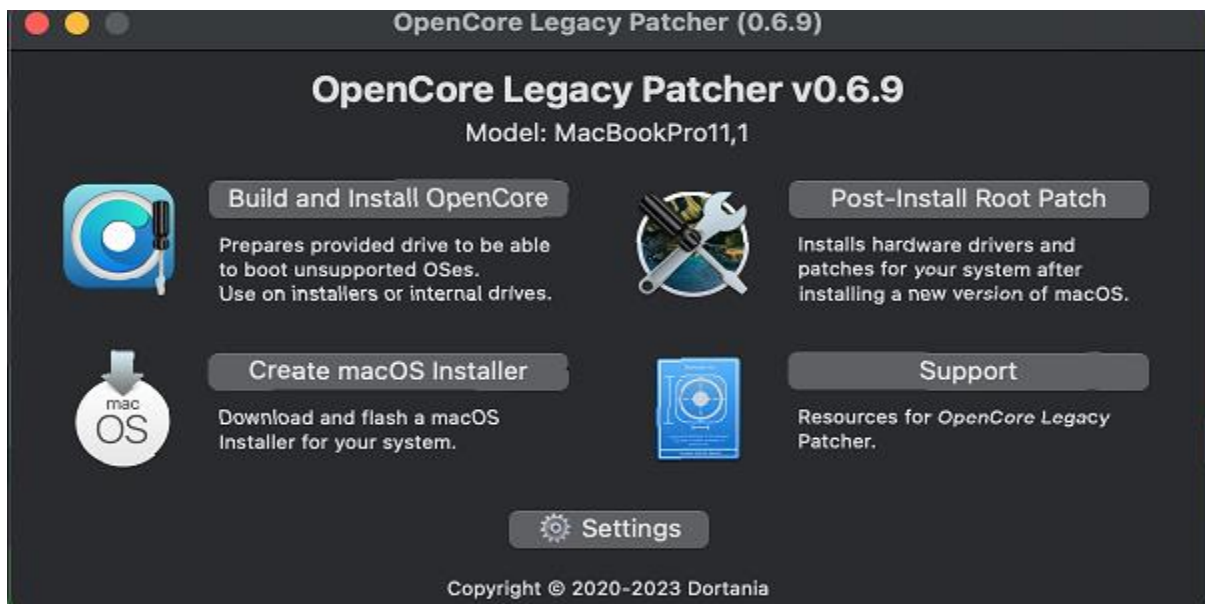 OpenCore Legacy Patcher (0.6.9)
OpenCore Legacy Patcher v0.6.9
Model: MacBookPro11,1
Build and Install OpenCore
Prepares provided drive to be able
to boot unsupported OSes.
Use on installers or internal drives.
Post-Install Root Patch
Installs hardware drivers and
patches for your system after
installing a new version of macOS.
mac
OS
Create macOS Installer
Download and flash a macOS
Installer for your system.
Support
Resources for OpenCore Legacy
Patcher.
Settings
Copyright © 2020-2023 Dortania